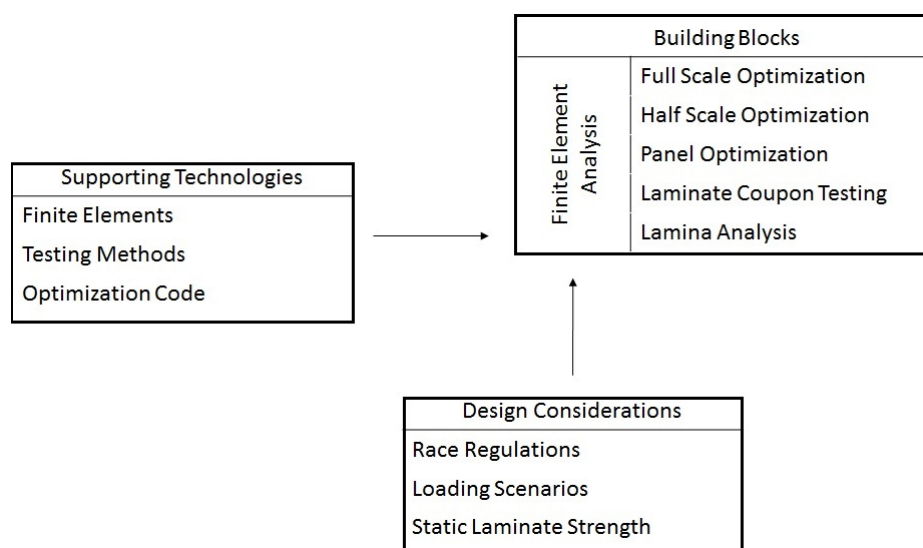 Building Blocks
Finite Element
Analysis
Full Scale Optimization
Half Scale Optimization
Panel Optimization
Laminate Coupon Testing
Lamina Analysis
Supporting Technologies
Finite Elements
Testing Methods
Optimization Code
Design Considerations
Race Regulations
Loading Scenarios
Static Laminate Strength